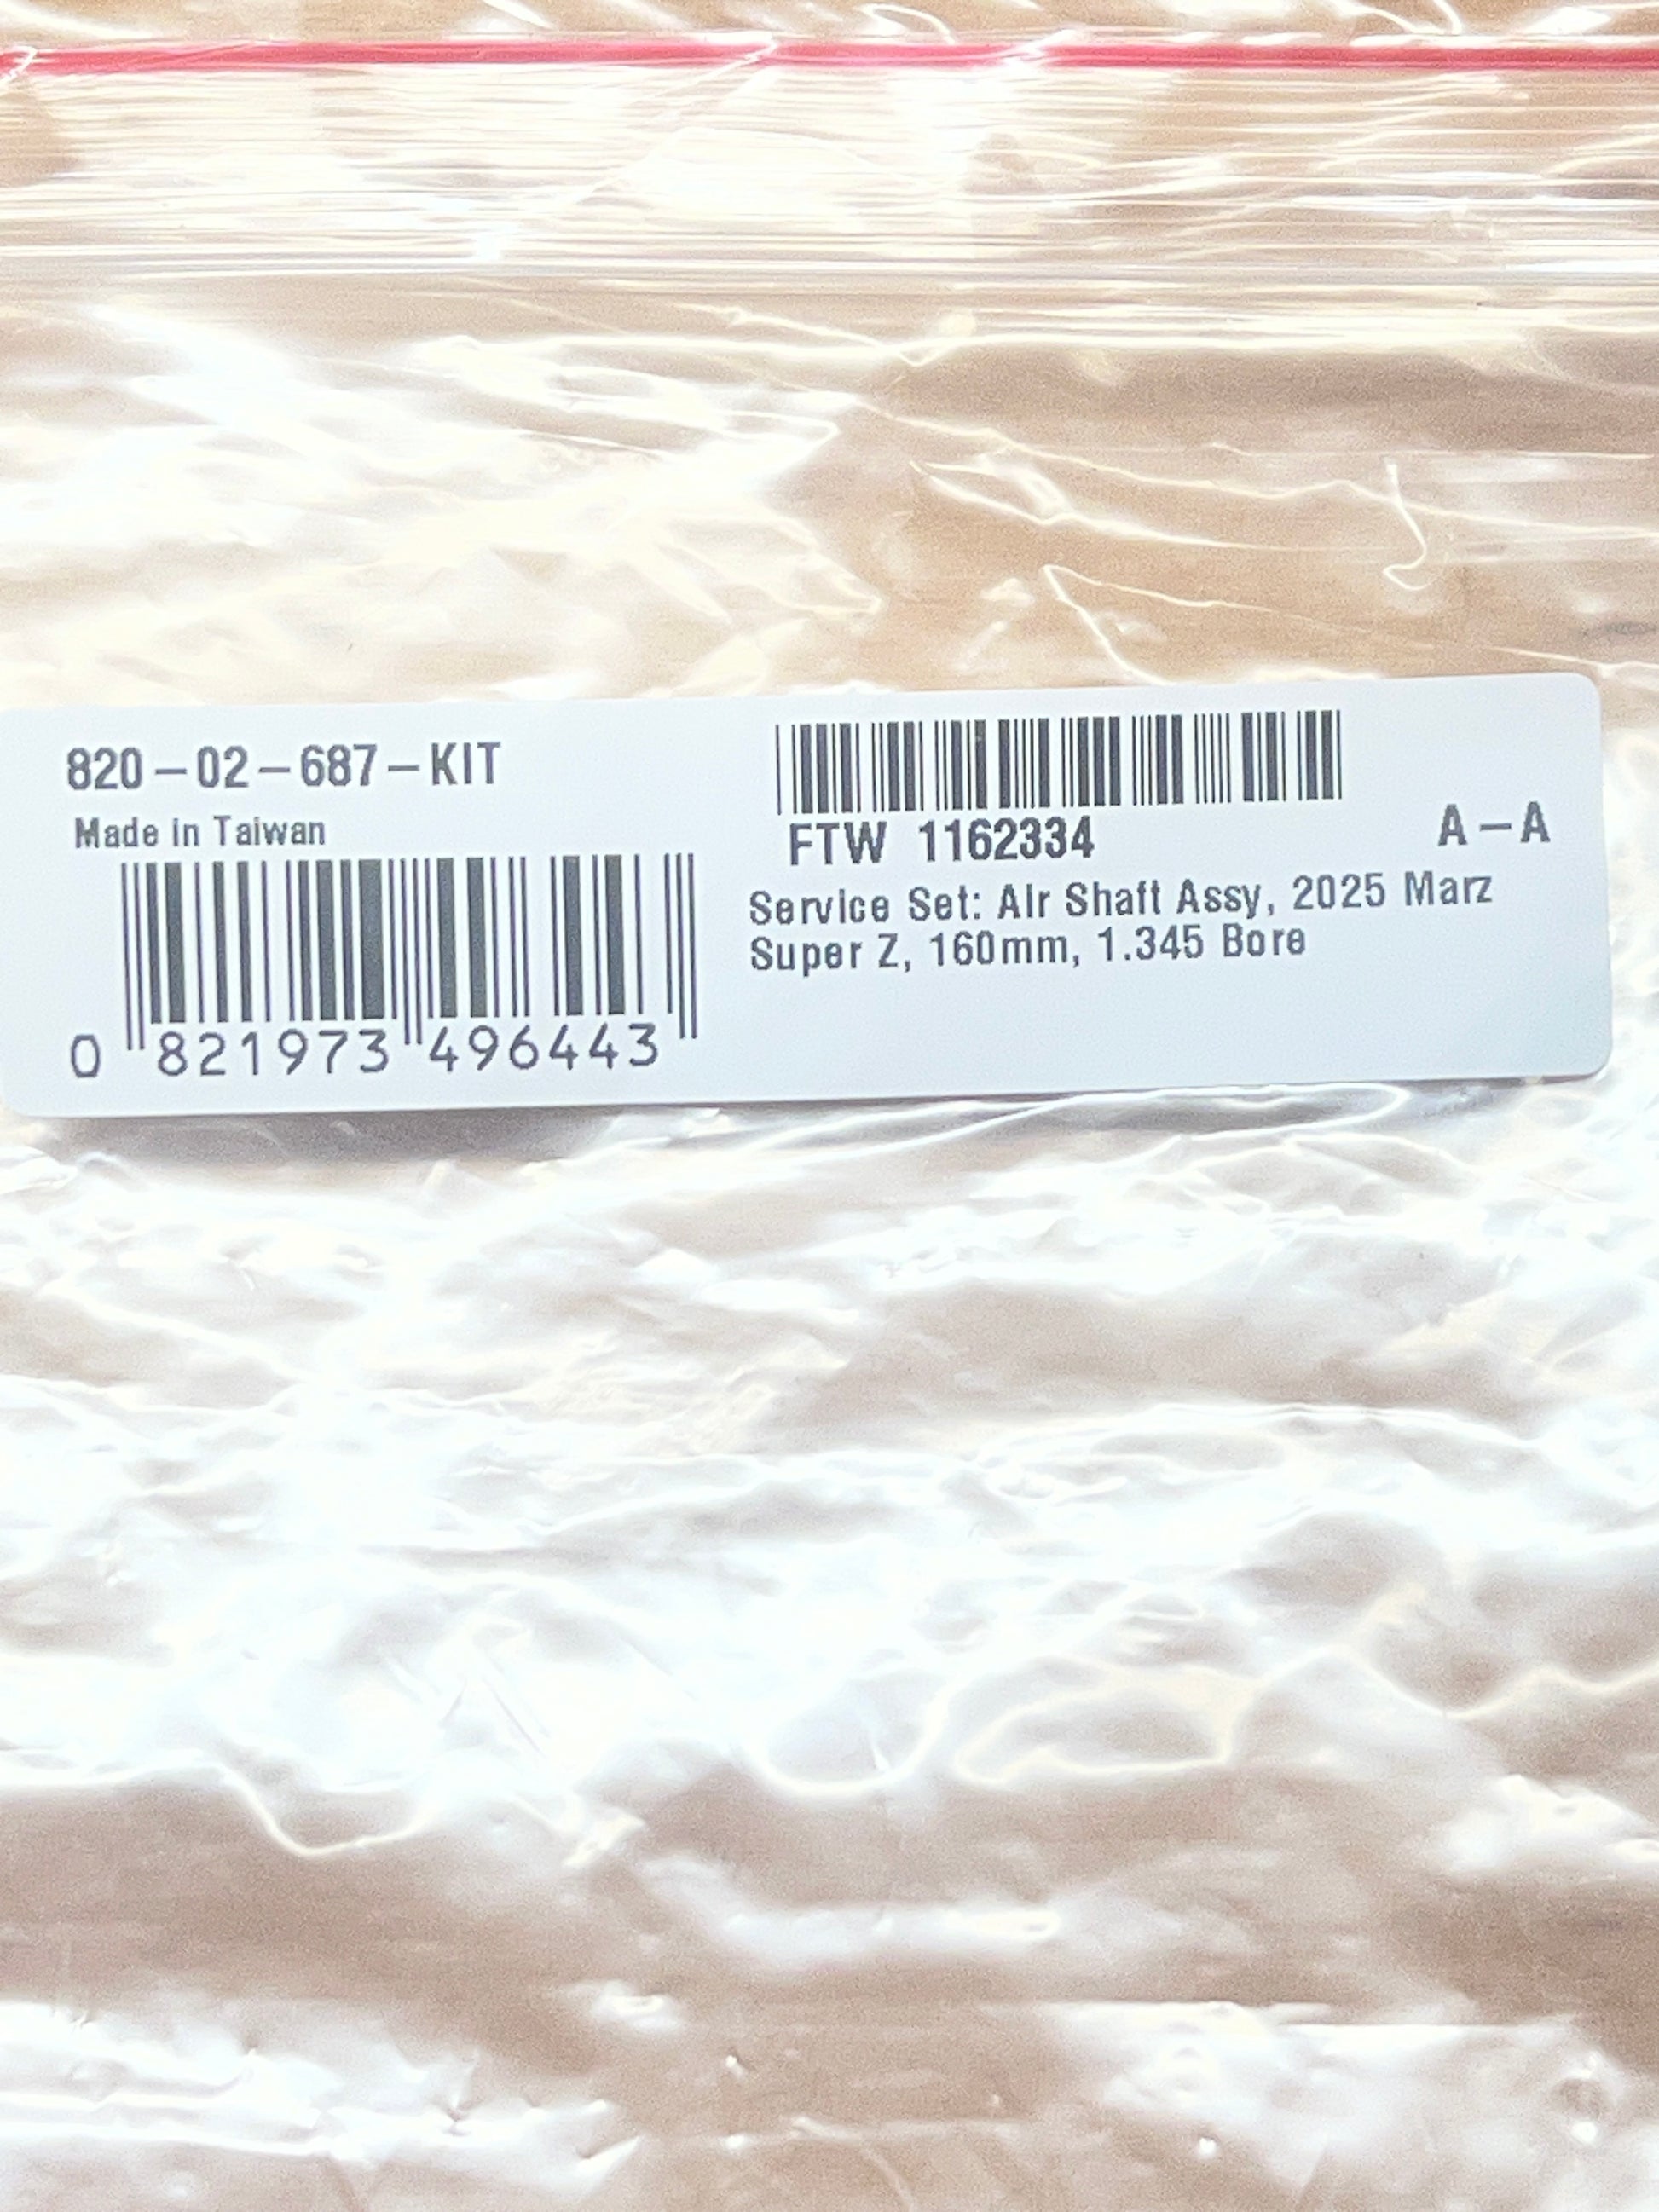 820-02-687-KIT
Made in Taiwan
0 821973 496443
FTW 1162334
A-A
Service Set: Air Shaft Assy, 2025 Marz
Super Z, 160mm, 1.345 Bore